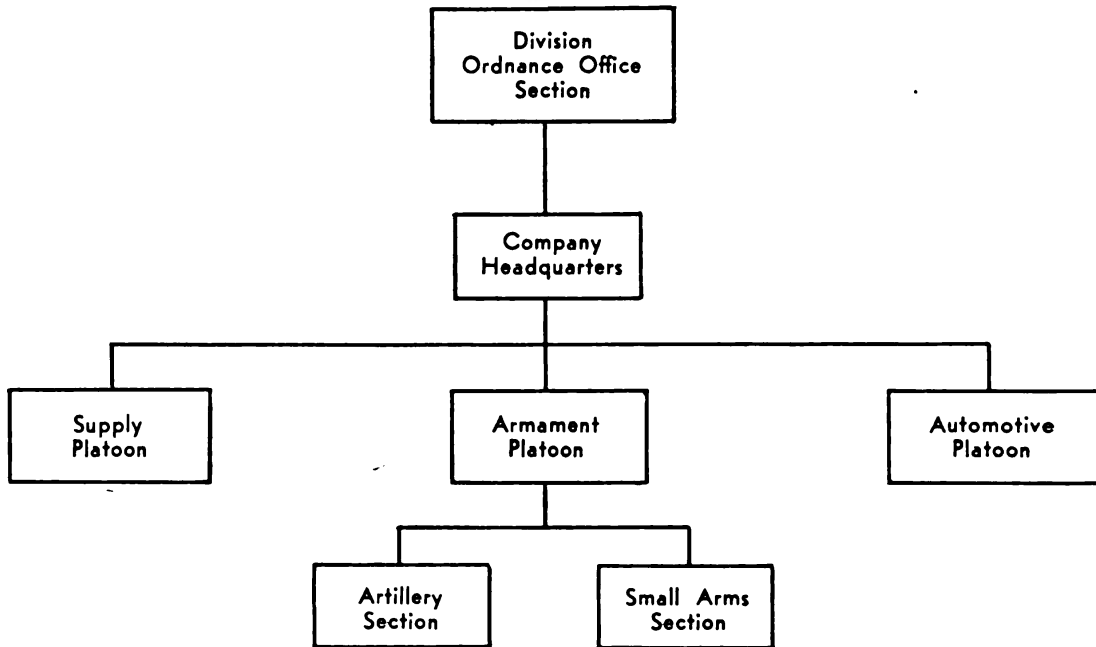 Division
Ordnance Office
Section
Company
Headquarters
Supply
Platoon
Armament
Platoon
Automotive
Platoon
Artillery
Section
Small Arms
Section